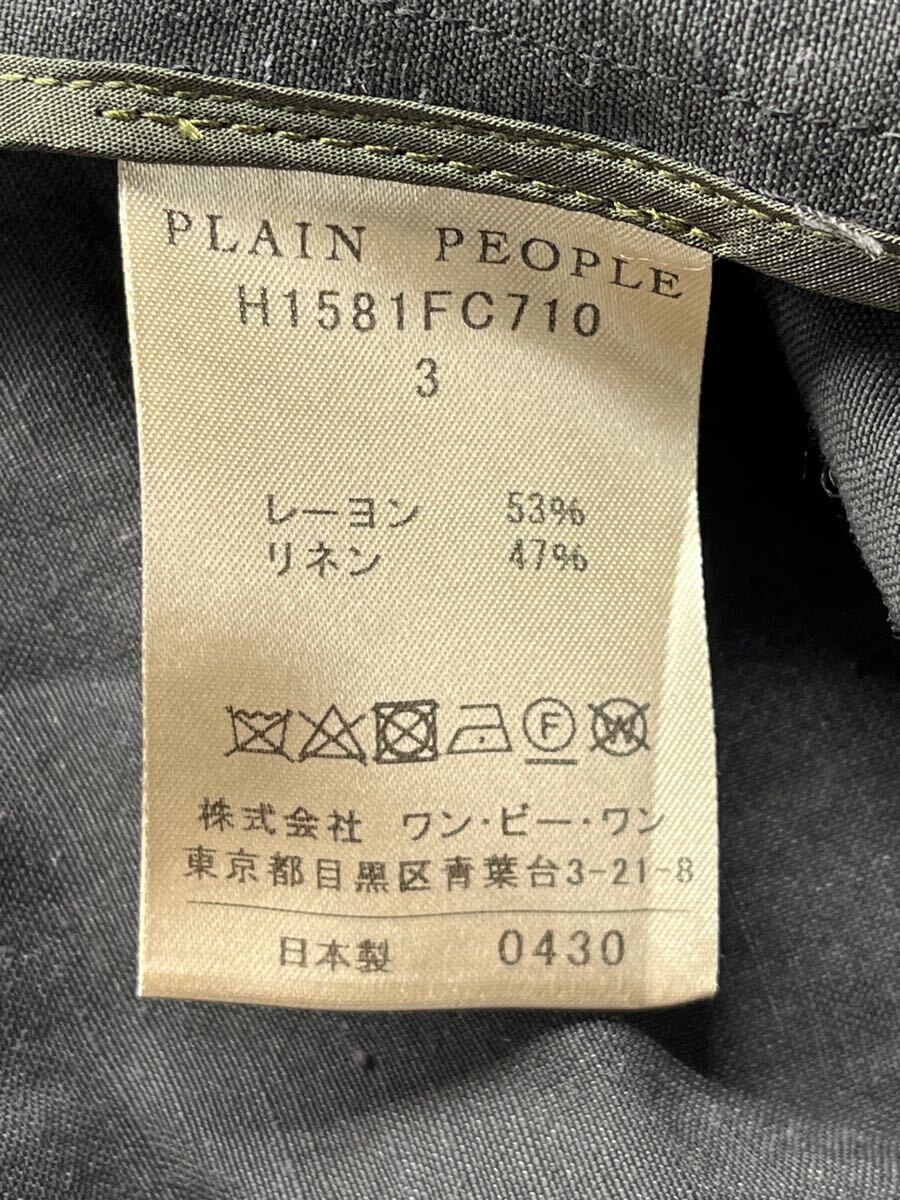 PLAIN PEOPLE
H1581FC710
3
レーヨン 53%
リネン 47%
F W
株式会社 ワン・ビー・ワン
東京都目黒区青葉台3-21-8
日本製 0430